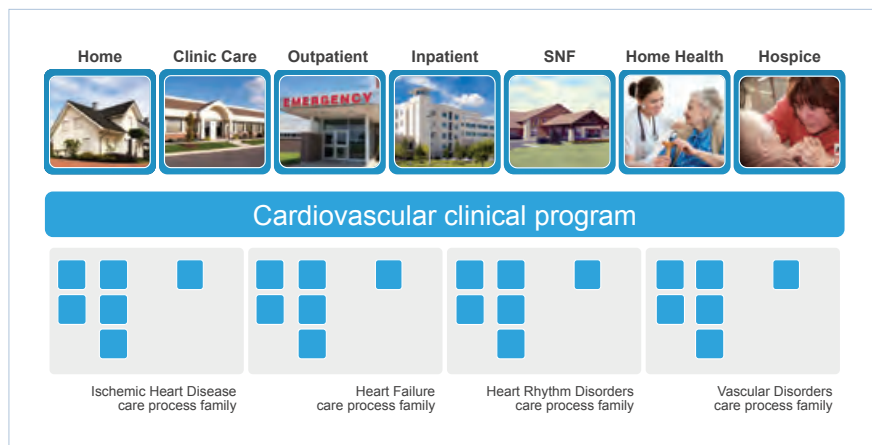 Home Clinic Care Outpatient Inpatient SNF Home Health Hospice
EMERGENCY
Cardiovascular clinical program
Ischemic Heart Disease
care process family
Heart Failure
care process family
Heart Rhythm Disorders
care process family
Vascular Disorders
care process family